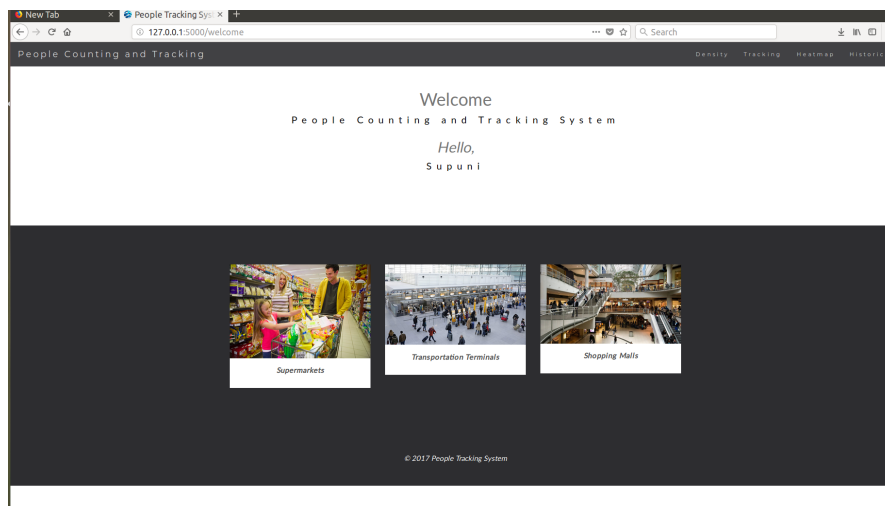 New Tab
People Tracking Sys
127.0.0.1:5000/welcome
Search
People Counting and Tracking
Density Tracking Heatmap Historic
Welcome
People Counting and Tracking System
Hello,
Supuni
Supermarkets
Transportation Terminals
Shopping Malls
© 2017 People Tracking System